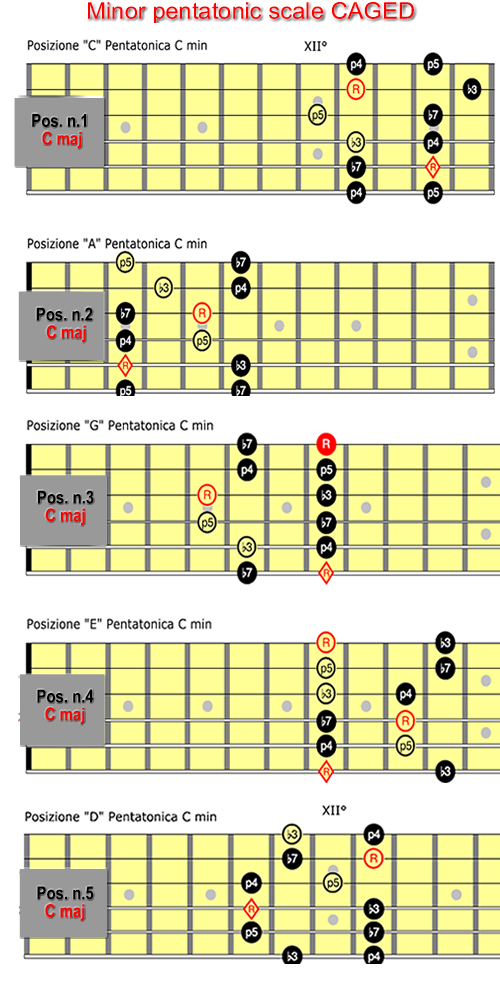 Minor pentatonic scale CAGED
Posizione "C" Pentatonica C min XII°
p4 p5
R ♭3
p5 ♭7
Pos. n.1
C maj
♭3 p4
♭7 R
p4 p5
Posizione "A" Pentatonica C min
p5 ♭7
♭3 p4
Pos. n.2
C maj
♭7 R
p4 p5
R ♭3
p5 ♭7
Posizione "G" Pentatonica C min
♭7 R
p4 p5
Pos. n.3
C maj
R ♭3
p5 ♭7
♭3 p4
♭7 R
Posizione "E" Pentatonica C min
R ♭3
p5 ♭7
Pos. n.4
C maj
♭3 p4
♭7 R
p4 p5
R ♭3
Posizione "D" Pentatonica C min XII°
♭3 p4
♭7 R
Pos. n.5
C maj
p4 p5
R ♭3
p5 ♭7
♭3 p4